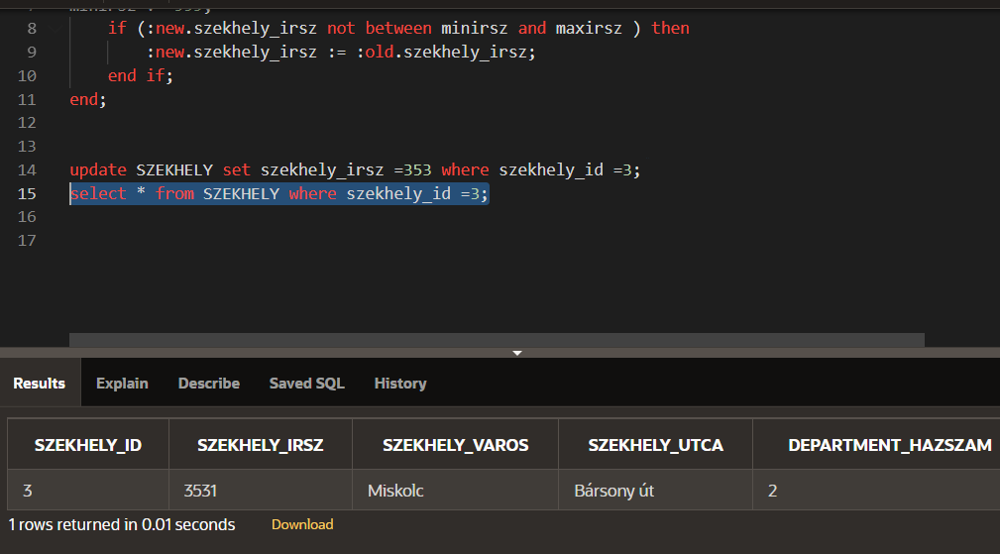 8 if (:new.szekhely_irsz not between minirsz and maxirsz ) then
9 :new.szekhely_irsz := :old.szekhely_irsz;
10 end if;
11 end;
12
13
14 update SZEKHELY set szekhely_irsz =353 where szekhely_id =3;
15 select * from SZEKHELY where szekhely_id =3;
16
17
Results Explain Describe Saved SQL History
SZEKHELY_ID SZEKHELY_IRSZ SZEKHELY_VAROS SZEKHELY_UTCA DEPARTMENT_HAZSZAM
3 3531 Miskolc Bársony út 2
1 rows returned in 0.01 seconds Download